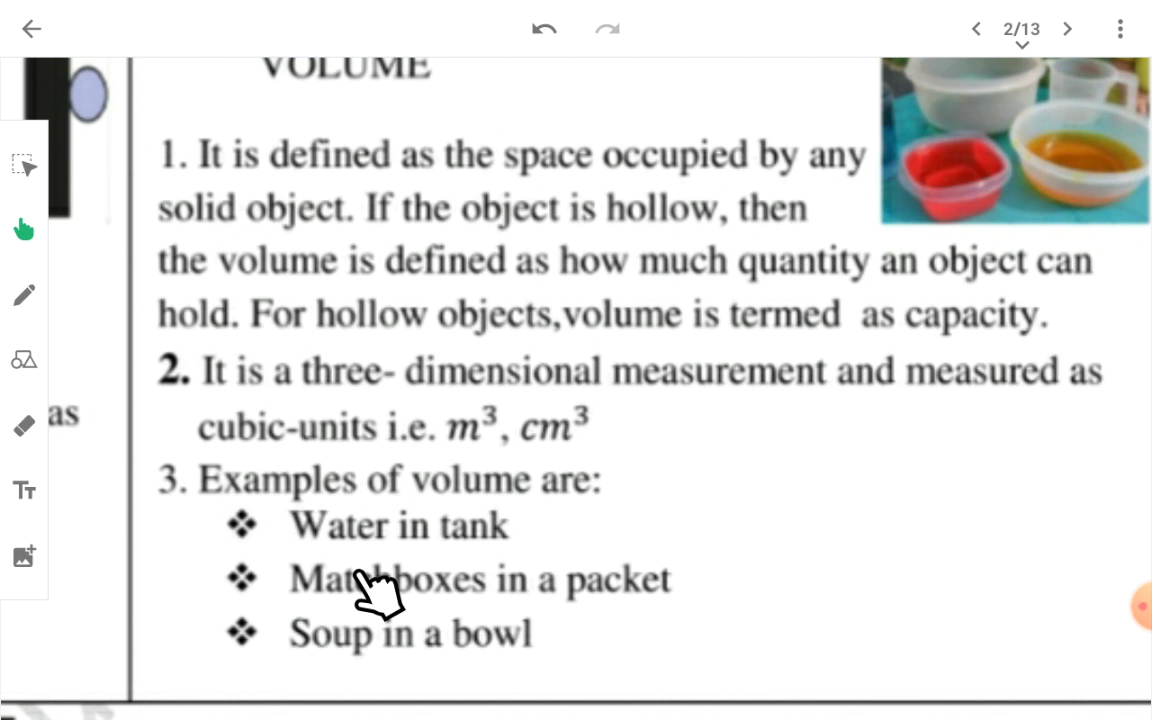 2/13
VOLUME
1. It is defined as the space occupied by any
solid object. If the object is hollow, then
the volume is defined as how much quantity an object can
hold. For hollow objects,volume is termed as capacity.
2. It is a three- dimensional measurement and measured as
cubic-units i.e. m³, cm³
as
3. Examples of volume are:
❖ Water in tank
❖ Matchboxes in a packet
❖ Soup in a bowl
Tт